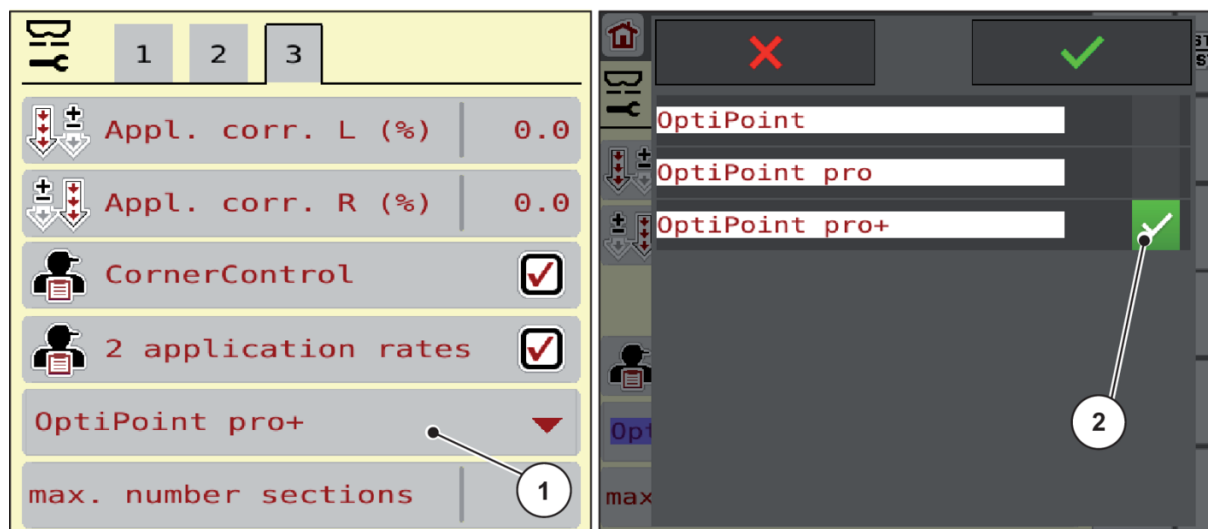 1 2 3
Appl. corr. L (%) 0.0
Appl. corr. R (%) 0.0
CornerControl
2 application rates
OptiPoint pro+
max. number sections
1
OptiPoint
OptiPoint pro
OptiPoint pro+
2
Opt
max